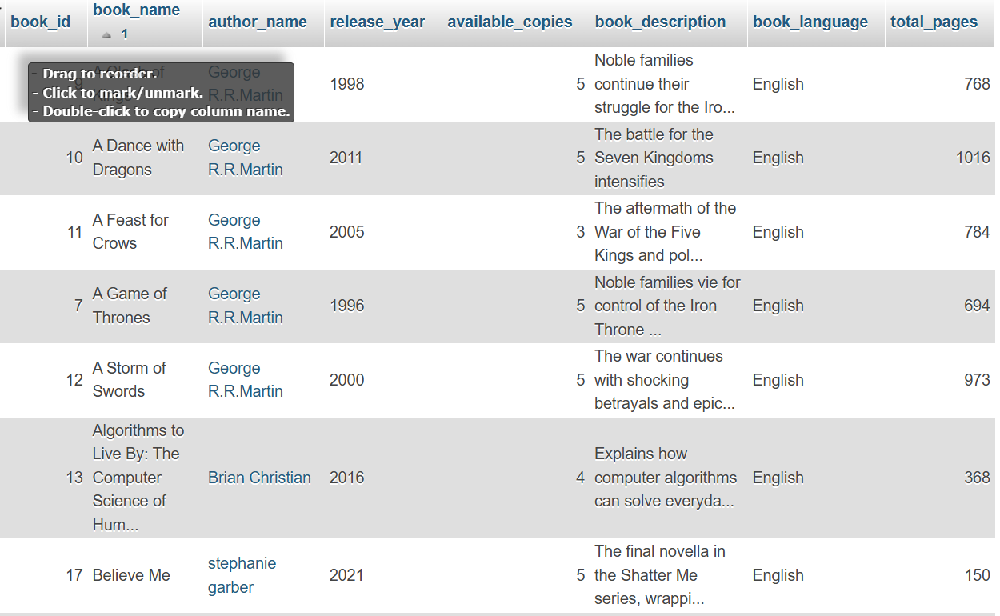 book_id book_name author_name release_year available_copies book_description book_language total_pages
1
- Drag to reorder.
- Click to mark/unmark.
- Double-click to copy column name.
9
A Clash of
Kings
George
R.R.Martin
1998
5
Noble families
continue their
struggle for the Iro...
English
768
10
A Dance with
Dragons
George
R.R.Martin
2011
5
The battle for the
Seven Kingdoms
intensifies
English
1016
11
A Feast for
Crows
George
R.R.Martin
2005
3
The aftermath of the
War of the Five
Kings and pol...
English
784
7
A Game of
Thrones
George
R.R.Martin
1996
5
Noble families vie for
control of the Iron
Throne ...
English
694
12
A Storm of
Swords
George
R.R.Martin
2000
5
The war continues
with shocking
betrayals and epic...
English
973
13
Algorithms to
Live By: The
Computer
Science of
Hum...
Brian Christian
2016
4
Explains how
computer algorithms
can solve everyda...
English
368
17
Believe Me
stephanie
garber
2021
5
The final novella in
the Shatter Me
series, wrappi...
English
150